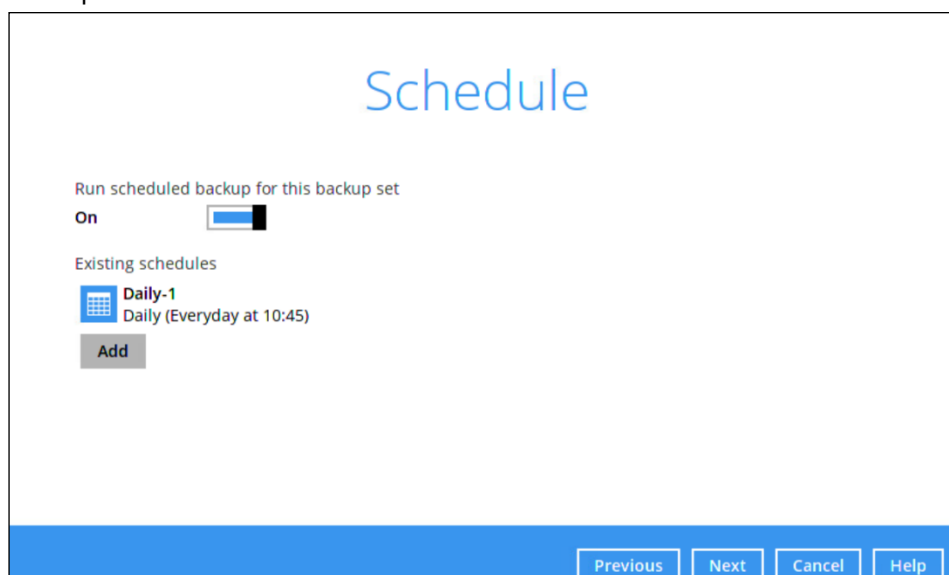 Schedule
Run scheduled backup for this backup set
On
Existing schedules
Daily-1
Daily (Everyday at 10:45)
Add
Previous Next Cancel Help